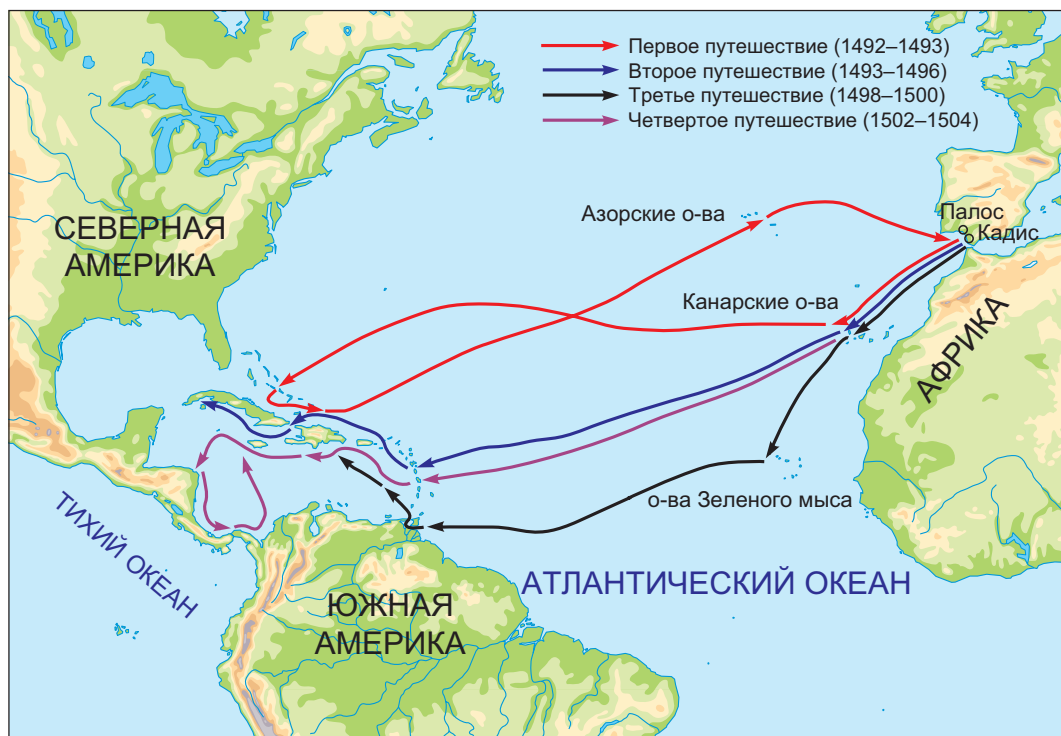 Первое путешествие (1492–1493)
Второе путешествие (1493–1496)
Третье путешествие (1498–1500)
Четвертое путешествие (1502–1504)
СЕВЕРНАЯ
АМЕРИКА
Азорские о-ва
Палос
Кадис
Канарские о-ва
АФРИКА
о-ва Зеленого мыса
ТИХИЙ ОКЕАН
АТЛАНТИЧЕСКИЙ ОКЕАН
ЮЖНАЯ
АМЕРИКА